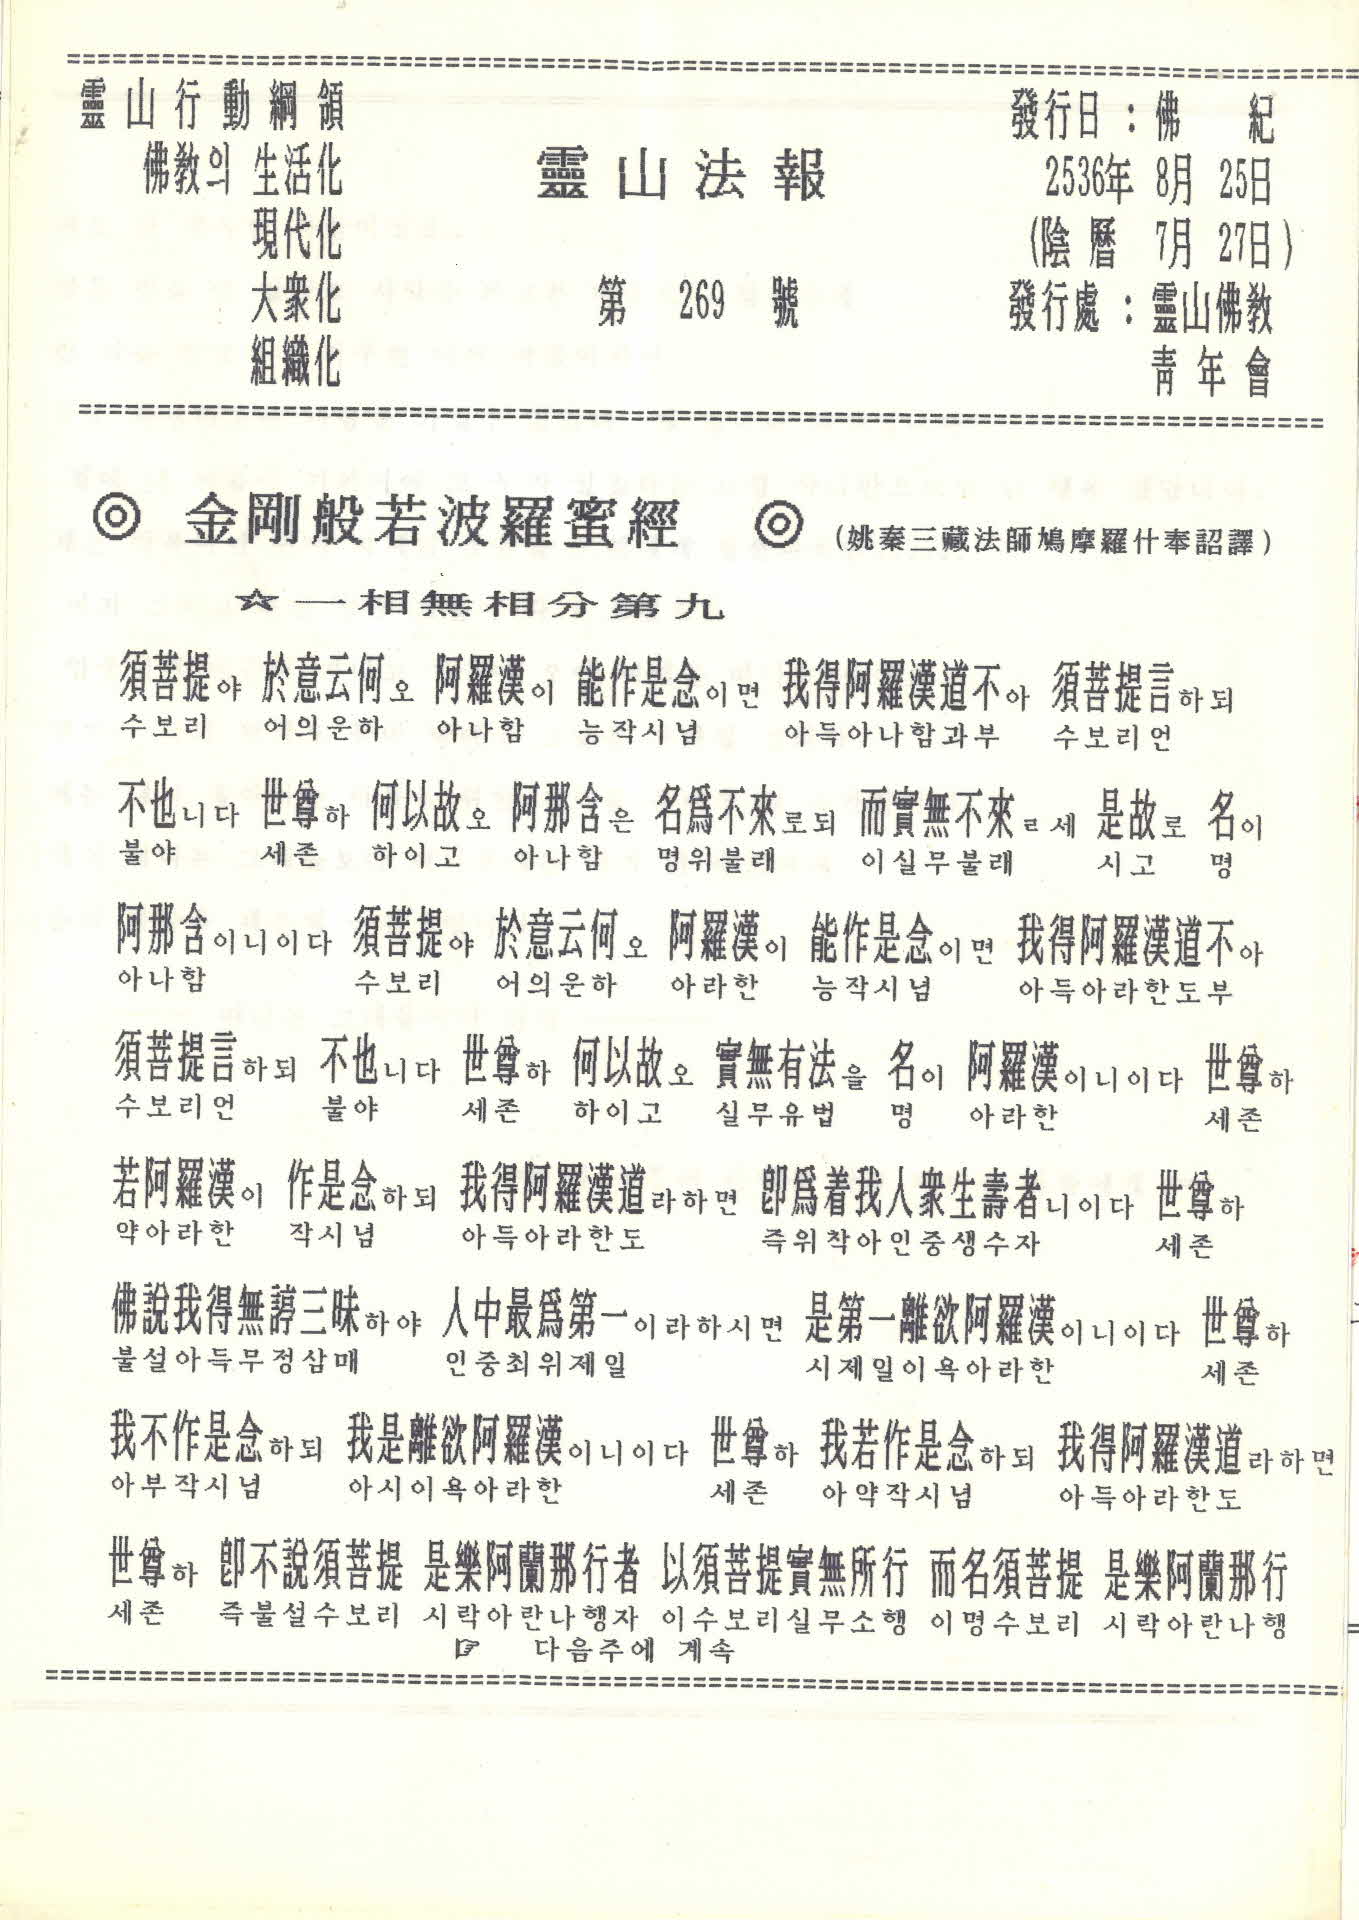 靈山行動綱領
佛敎의 生活化
現代化
大衆化
組織化
靈山法報
第 269 號
發行日 : 佛 紀
2536年 8月 25日
(陰曆 7月 27日)
發行處 : 靈山佛敎
靑年會
◎ 金剛般若波羅蜜經 ◎ (姚秦三藏法師鳩摩羅什奉詔譯)
☆ 一相無相分第九
須菩提야 於意云何오 阿羅漢이 能作是念이면 我得阿羅漢道不아 須菩提言하되
수보리 어의운하 아나함 능작시념 아득아나함과부 수보리언
不也니다 世尊하 何以故오 阿那含은 名爲不來로되 而實無不來ㄹ세 是故로 名이
불야 세존 하이고 아나함 명위불래 이실무불래 시고 명
阿那含이니이다 須菩提야 於意云何오 阿羅漢이 能作是念이면 我得阿羅漢道不아
아나함 수보리 어의운하 아라한 능작시념 아득아라한도부
須菩提言하되 不也니다 世尊하 何以故오 實無有法을 名이 阿羅漢이니이다 世尊하
수보리언 불야 세존 하이고 실무유법 명 아라한 세존
若阿羅漢이 作是念하되 我得阿羅漢道라하면 卽爲着我人衆生壽者니이다 世尊하
약아라한 작시념 아득아라한도 즉위착아인중생수자 세존
佛說我得無諍三昧하야 人中最爲第一이라하시면 是第一離欲阿羅漢이니이다 世尊하
불설아득무정삼매 인중최위제일 시제일이욕아라한 세존
我不作是念하되 我是離欲阿羅漢이니이다 世尊하 我若作是念하되 我得阿羅漢道라하면
아부작시념 아시이욕아라한 세존 아약작시념 아득아라한도
世尊하 卽不說須菩提 是樂阿蘭那行者 以須菩提實無所行 而名須菩提 是樂阿蘭那行
세존 즉불설수보리 시락아란나행자 이수보리실무소행 이명수보리 시락아란나행
☞ 다음주에 계속